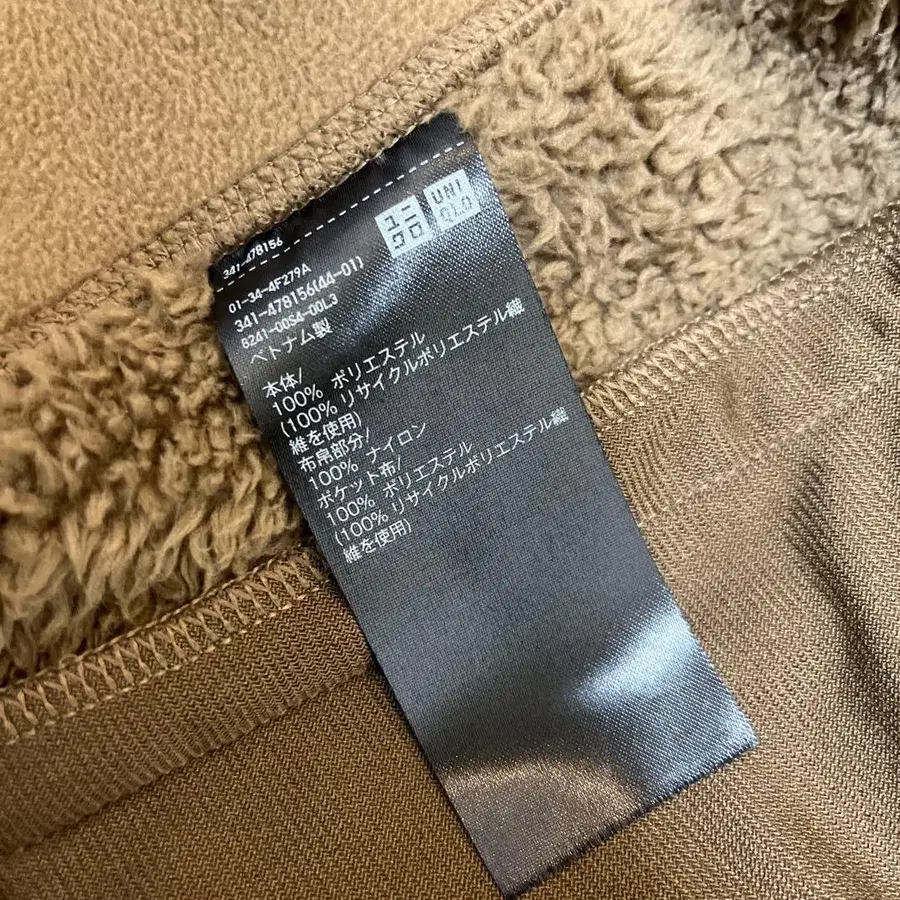 ユニ
クロ
UNI
QLO
341-478156
01-34-4F279A
341-478156(44-01)
8241-00S4-00L3
ベトナム製
本体/
100% ポリエステル
(100% リサイクルポリエステル繊
維を使用)
布帛部分/
100% ナイロン
ポケット布/
100% ポリエステル
(100% リサイクルポリエステル繊
維を使用)